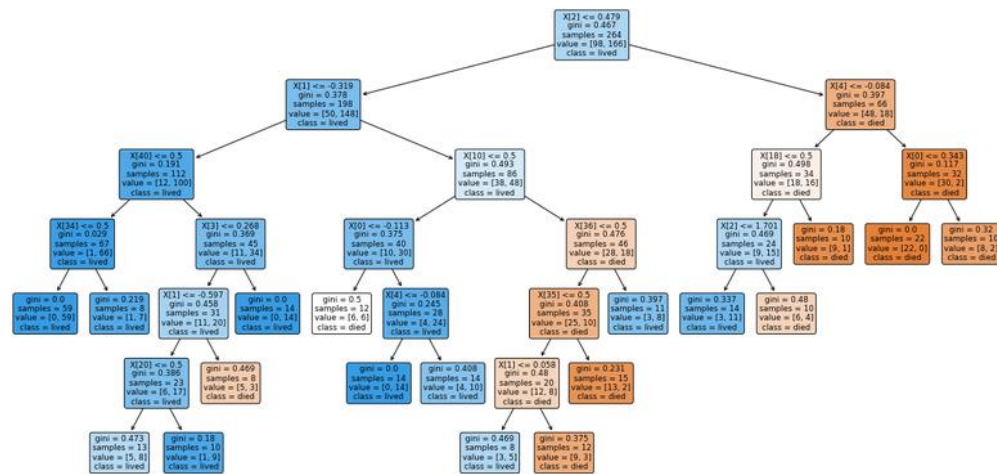 X[2] <= 0.479
gini = 0.467
samples = 264
value = [98, 166]
class = lived
X[1] <= -0.319
gini = 0.378
samples = 198
value = [50, 148]
class = lived
X[4] <= -0.084
gini = 0.397
samples = 66
value = [48, 18]
class = died
X[40] <= 0.5
gini = 0.191
samples = 112
value = [12, 100]
class = lived
X[10] <= 0.5
gini = 0.493
samples = 86
value = [38, 48]
class = lived
X[18] <= 0.5
gini = 0.498
samples = 34
value = [18, 16]
class = died
X[0] <= 0.343
gini = 0.117
samples = 32
value = [30, 2]
class = died
X[34] <= 0.5
gini = 0.029
samples = 67
value = [1, 66]
class = lived
X[3] <= 0.268
gini = 0.369
samples = 45
value = [11, 34]
class = lived
X[0] <= -0.113
gini = 0.375
samples = 40
value = [10, 30]
class = lived
X[36] <= 0.5
gini = 0.476
samples = 46
value = [28, 18]
class = died
X[2] <= 1.701
gini = 0.469
samples = 24
value = [9, 15]
class = lived
gini = 0.18
samples = 10
value = [9, 1]
class = died
gini = 0.0
samples = 22
value = [22, 0]
class = died
gini = 0.32
samples = 10
value = [8, 2]
class = died
gini = 0.0
samples = 59
value = [0, 59]
class = lived
gini = 0.219
samples = 8
value = [1, 7]
class = lived
X[1] <= -0.597
gini = 0.458
samples = 31
value = [11, 20]
class = lived
gini = 0.0
samples = 14
value = [0, 14]
class = lived
gini = 0.5
samples = 12
value = [6, 6]
class = died
X[4] <= -0.084
gini = 0.245
samples = 28
value = [4, 24]
class = lived
X[35] <= 0.5
gini = 0.408
samples = 35
value = [25, 10]
class = died
gini = 0.397
samples = 11
value = [3, 8]
class = lived
gini = 0.337
samples = 14
value = [3, 11]
class = lived
gini = 0.48
samples = 10
value = [6, 4]
class = died
X[20] <= 0.5
gini = 0.386
samples = 23
value = [6, 17]
class = lived
gini = 0.469
samples = 8
value = [5, 3]
class = died
gini = 0.0
samples = 14
value = [0, 14]
class = lived
gini = 0.408
samples = 14
value = [4, 10]
class = lived
X[1] <= 0.058
gini = 0.48
samples = 20
value = [12, 8]
class = died
gini = 0.231
samples = 15
value = [13, 2]
class = died
gini = 0.473
samples = 13
value = [5, 8]
class = lived
gini = 0.18
samples = 10
value = [1, 9]
class = lived
gini = 0.469
samples = 8
value = [3, 5]
class = lived
gini = 0.375
samples = 12
value = [9, 3]
class = died